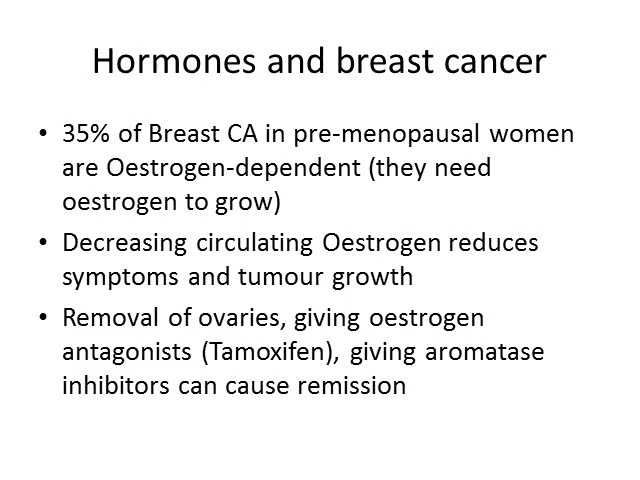 Hormones and breast cancer
• 35% of Breast CA in pre-menopausal women
are Oestrogen-dependent (they need
oestrogen to grow)
• Decreasing circulating Oestrogen reduces
symptoms and tumour growth
• Removal of ovaries, giving oestrogen
antagonists (Tamoxifen), giving aromatase
inhibitors can cause remission